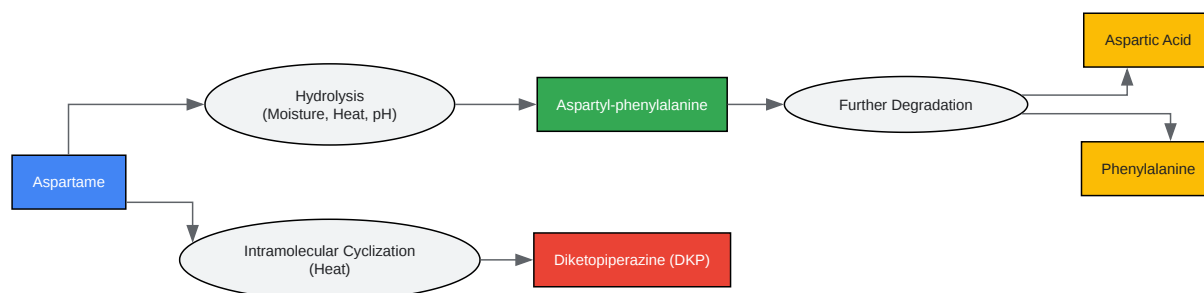 Aspartic Acid
Hydrolysis
(Moisture, Heat, pH)
Aspartyl-phenylalanine
Further Degradation
Phenylalanine
Aspartame
Intramolecular Cyclization
(Heat)
Diketopiperazine (DKP)